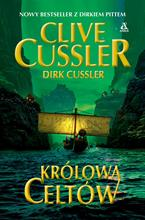 NOWY BESTSELLER Z DIRKIEM PITTEM
CLIVE
CUSSLER
DIRK CUSSLER
KRÓLOWA
CELTÓW